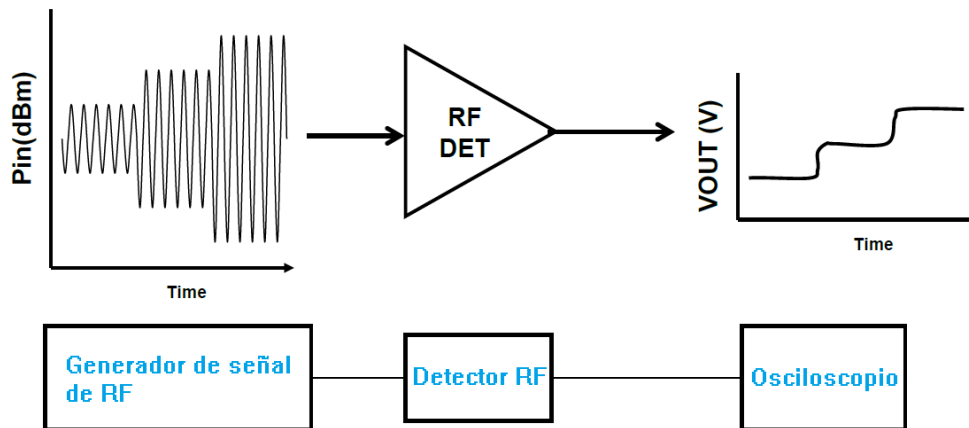 Pin(dBm)
Time
RF
DET
VOUT (V)
Time
Generador de señal
de RF
Detector RF
Osciloscopio